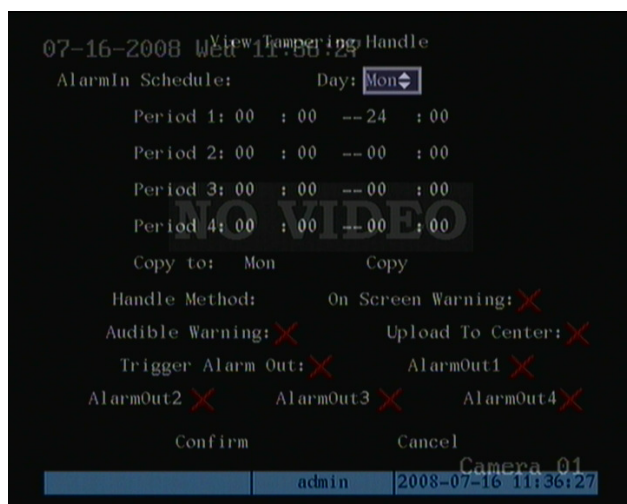 View Tampering Handle
07-16-2008 Wed 11:36:27
AlarmIn Schedule: Day: Mon
Period 1: 00 : 00 --24 : 00
Period 2: 00 : 00 --00 : 00
Period 3: 00 : 00 --00 : 00
Period 4: 00 : 00 --00 : 00
NO VIDEO
Copy to: Mon Copy
Handle Method: On Screen Warning:
Audible Warning: Upload To Center:
Trigger Alarm Out: AlarmOut1
AlarmOut2 AlarmOut3 AlarmOut4
Confirm Cancel
Camera 01
admin 2008-07-16 11:36:27